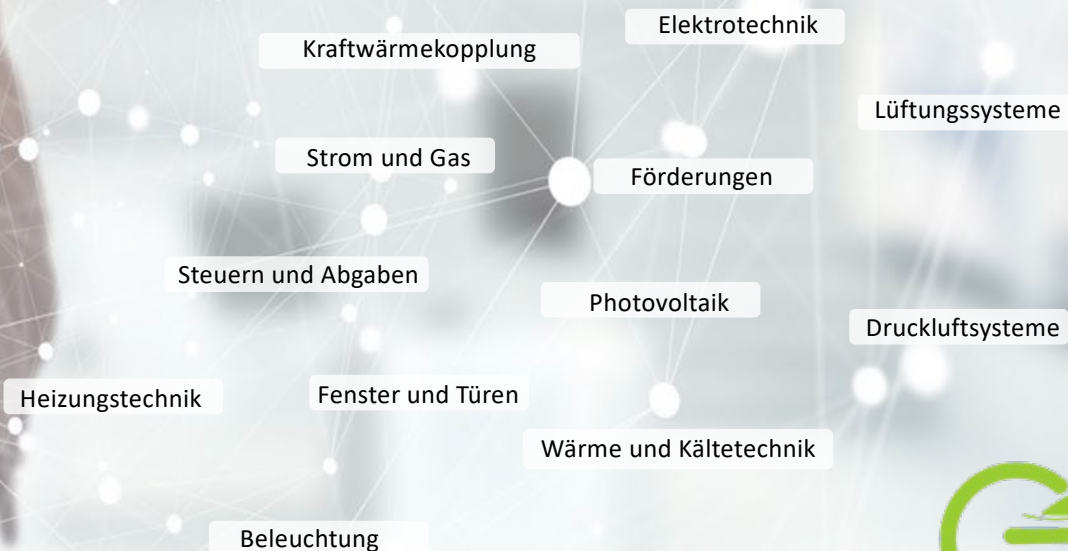 Elektrotechnik
Kraftwärmekopplung
Lüftungssysteme
Strom und Gas
Förderungen
Steuern und Abgaben
Photovoltaik
Druckluftsysteme
Fenster und Türen
Heizungstechnik
Wärme und Kältetechnik
Beleuchtung